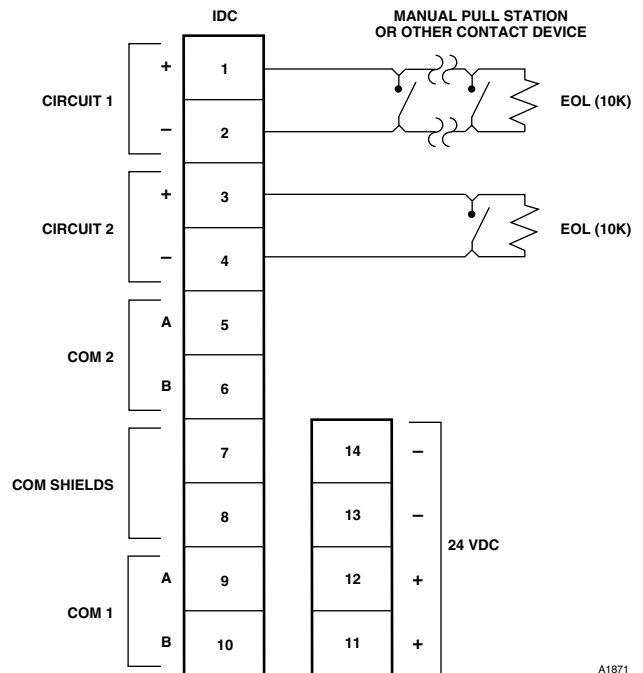 IDC
MANUAL PULL STATION
OR OTHER CONTACT DEVICE
CIRCUIT 1
+
1
–
2
EOL (10K)
CIRCUIT 2
+
3
–
4
EOL (10K)
COM 2
A
5
B
6
COM SHIELDS
7
8
COM 1
A
9
B
10
14
–
13
–
12
+
11
+
24 VDC
A1871